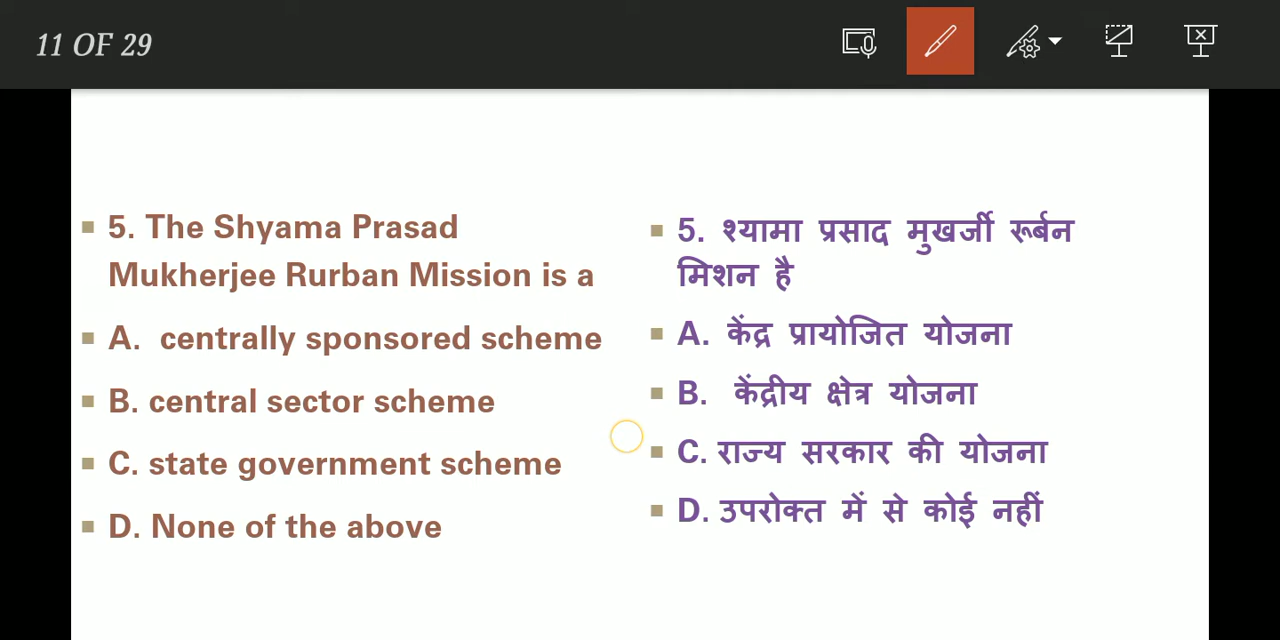 11 OF 29
5. The Shyama Prasad
Mukherjee Rurban Mission is a
A. centrally sponsored scheme
B. central sector scheme
C. state government scheme
D. None of the above
5. श्यामा प्रसाद मुखर्जी रूर्बन
मिशन है
A. केंद्र प्रायोजित योजना
B. केंद्रीय क्षेत्र योजना
C. राज्य सरकार की योजना
D. उपरोक्त में से कोई नहीं